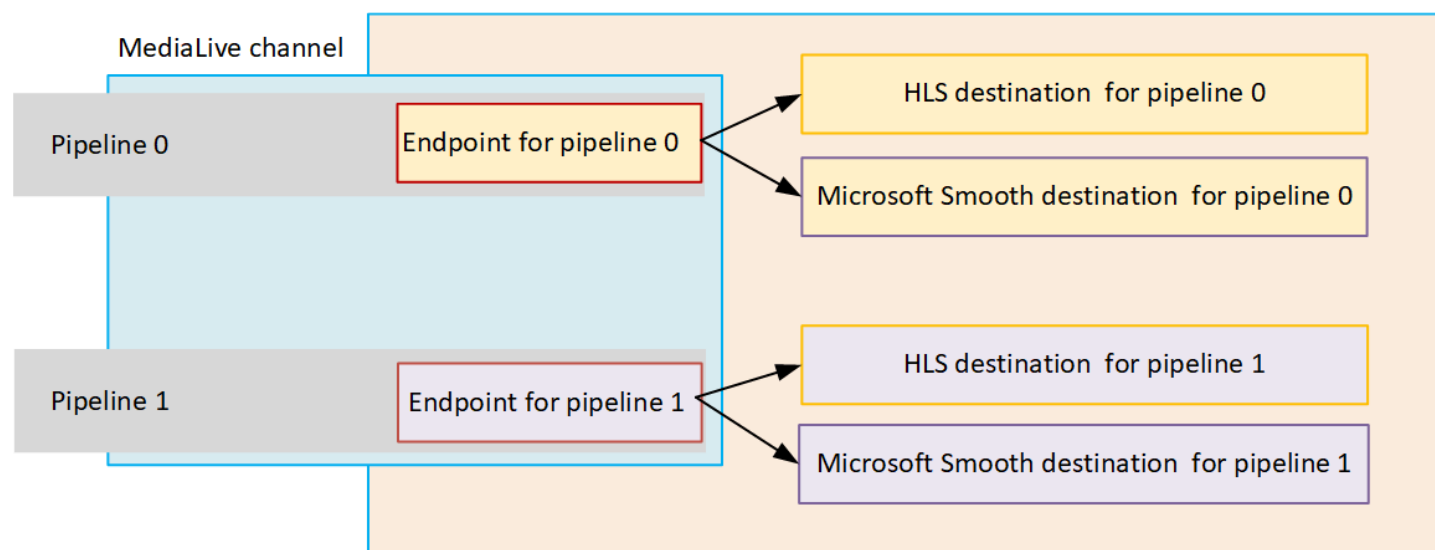 MediaLive channel
HLS destination for pipeline 0
Pipeline 0
Endpoint for pipeline 0
Microsoft Smooth destination for pipeline 0
HLS destination for pipeline 1
Pipeline 1
Endpoint for pipeline 1
Microsoft Smooth destination for pipeline 1